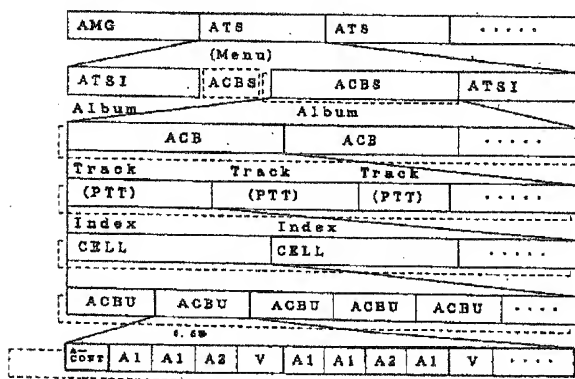 AMG ATS ATS .....
(Menu)
ATSI ACBS ACBS ATSI
Album Album
ACB ACB .....
Track Track Track
(PTT) (PTT) (PTT) .....
Index Index
CELL CELL .....
ACBU ACBU ACBU ACBU ACBU ....
A- CONT A1 A1 A2 V A1 A1 A2 A1 V ....